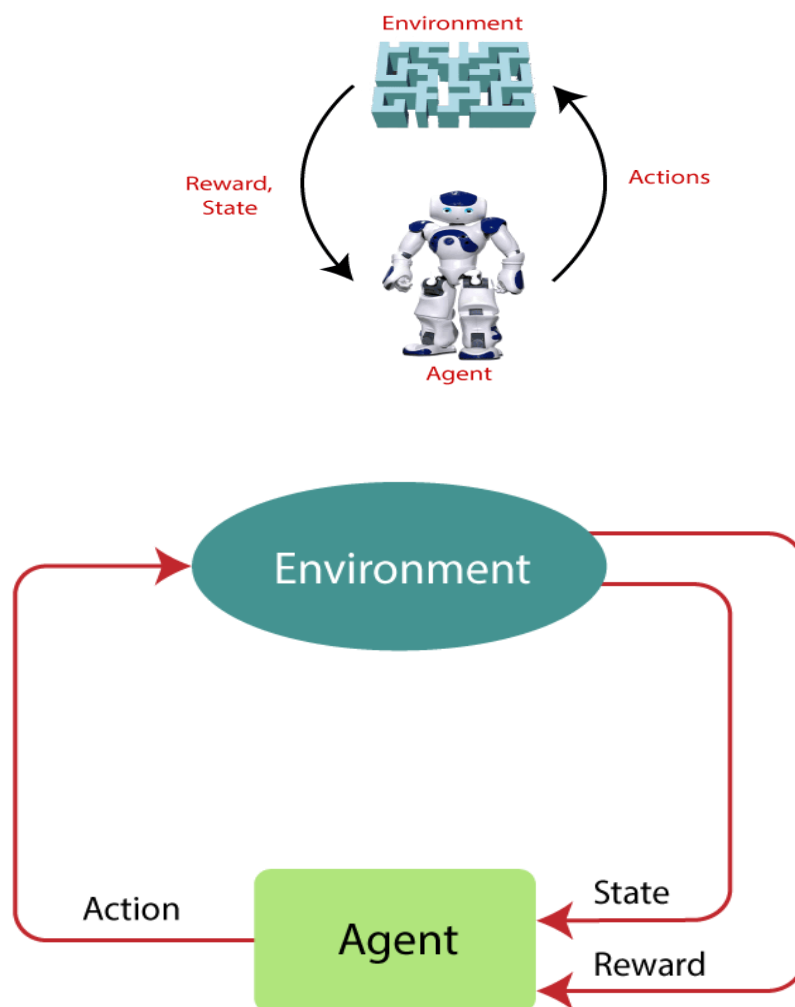 Environment
Reward,
State
Actions
Agent
Environment
Action
Agent
State
Reward